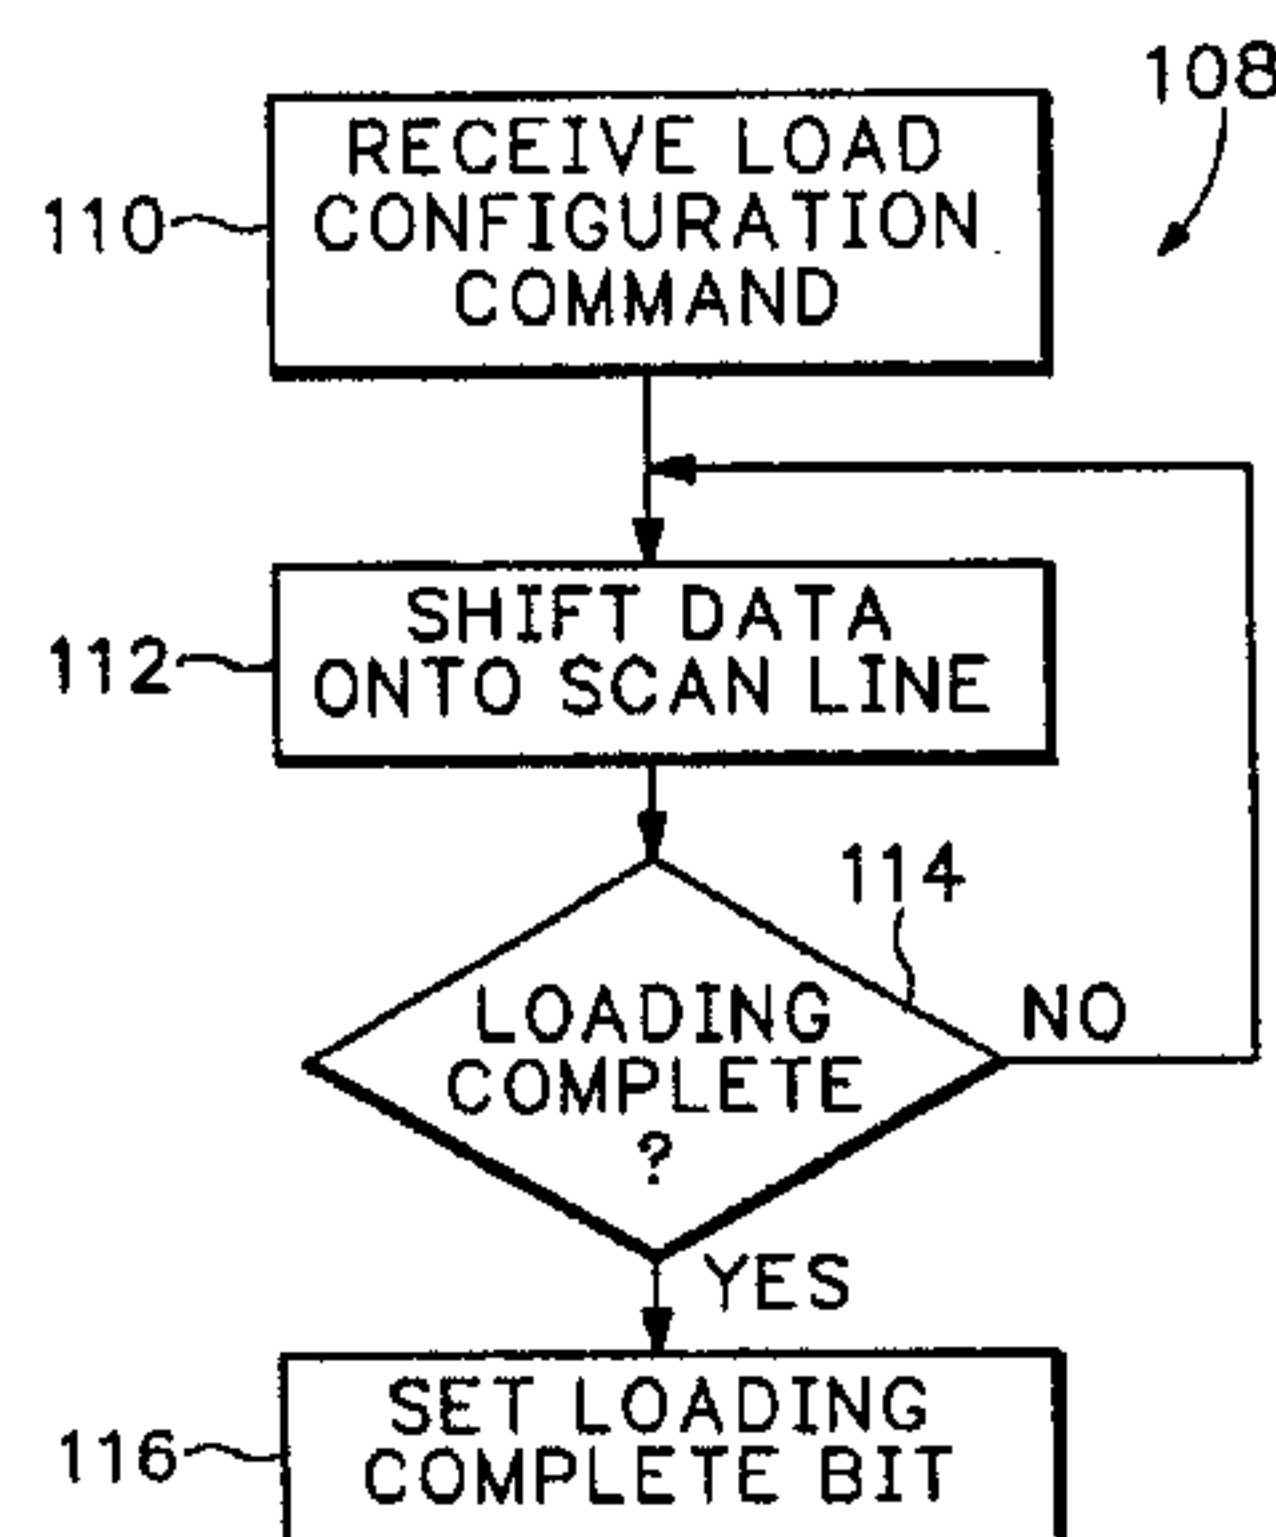 108
RECEIVE LOAD
CONFIGURATION
COMMAND
110
SHIFT DATA
ONTO SCAN LINE
112
114
LOADING
COMPLETE
?
NO
YES
SET LOADING
COMPLETE BIT
116